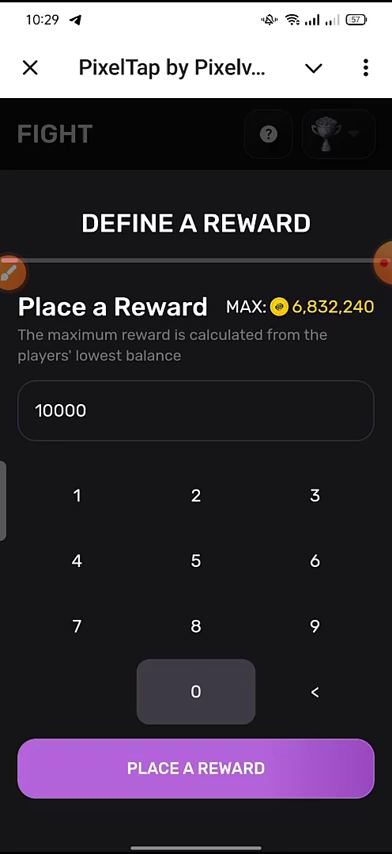 10:29
57
PixelTap by Pixelv...
FIGHT
?
DEFINE A REWARD
Place a Reward MAX: 6,832,240
The maximum reward is calculated from the
players' lowest balance
10000
1 2 3
4 5 6
7 8 9
0 <
PLACE A REWARD